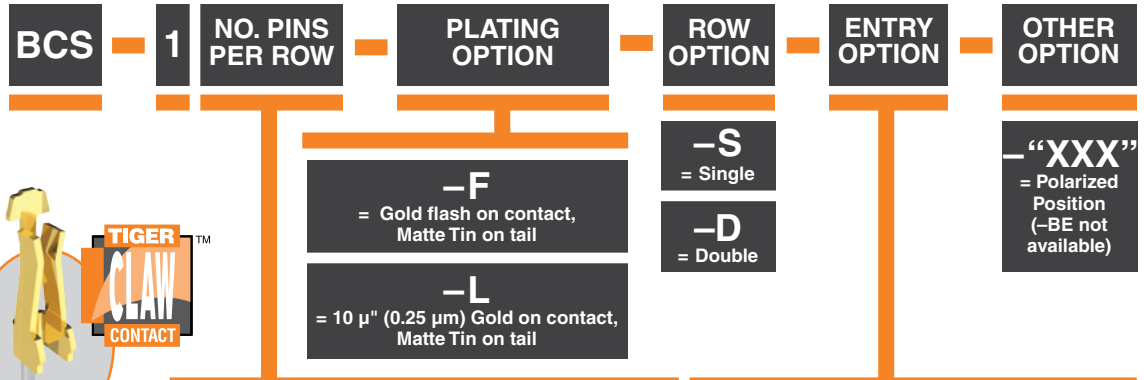 BCS
1
NO. PINS
PER ROW
PLATING
OPTION
ROW
OPTION
ENTRY
OPTION
OTHER
OPTION
–F
= Gold flash on contact,
Matte Tin on tail
–L
= 10 µ" (0.25 µm) Gold on contact,
Matte Tin on tail
–S
= Single
–D
= Double
–“XXX”
= Polarized
Position
(–BE not
available)
TIGER
TM
CLAW
CONTACT